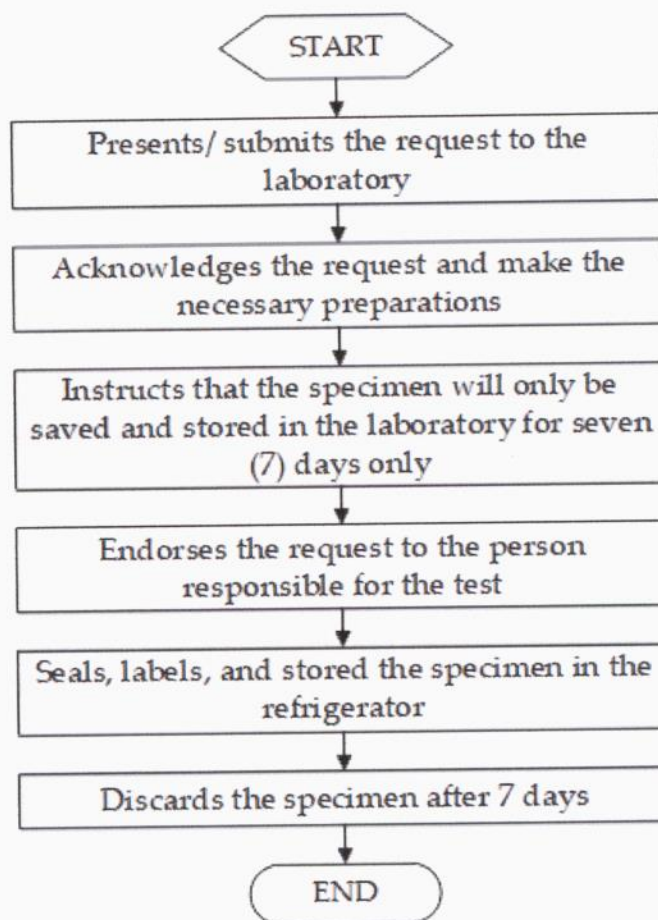 START
Presents/ submits the request to the
laboratory
Acknowledges the request and make the
necessary preparations
Instructs that the specimen will only be
saved and stored in the laboratory for seven
(7) days only
Endorses the request to the person
responsible for the test
Seals, labels, and stored the specimen in the
refrigerator
Discards the specimen after 7 days
END